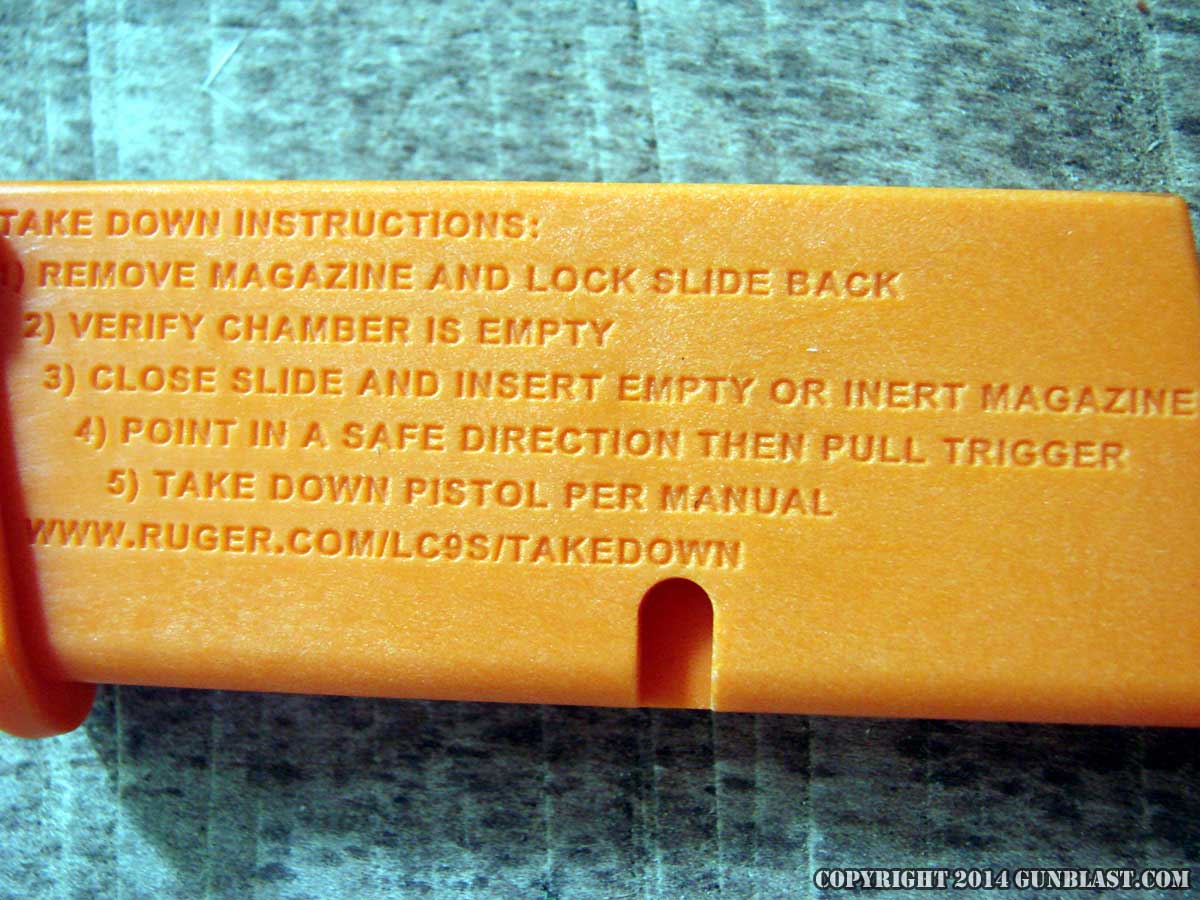 TAKE DOWN INSTRUCTIONS:
1) REMOVE MAGAZINE AND LOCK SLIDE BACK
2) VERIFY CHAMBER IS EMPTY
3) CLOSE SLIDE AND INSERT EMPTY OR INERT MAGAZINE
4) POINT IN A SAFE DIRECTION THEN PULL TRIGGER
5) TAKE DOWN PISTOL PER MANUAL
WWW.RUGER.COM/LC9S/TAKEDOWN
COPYRIGHT 2014 GUNBLAST.COM